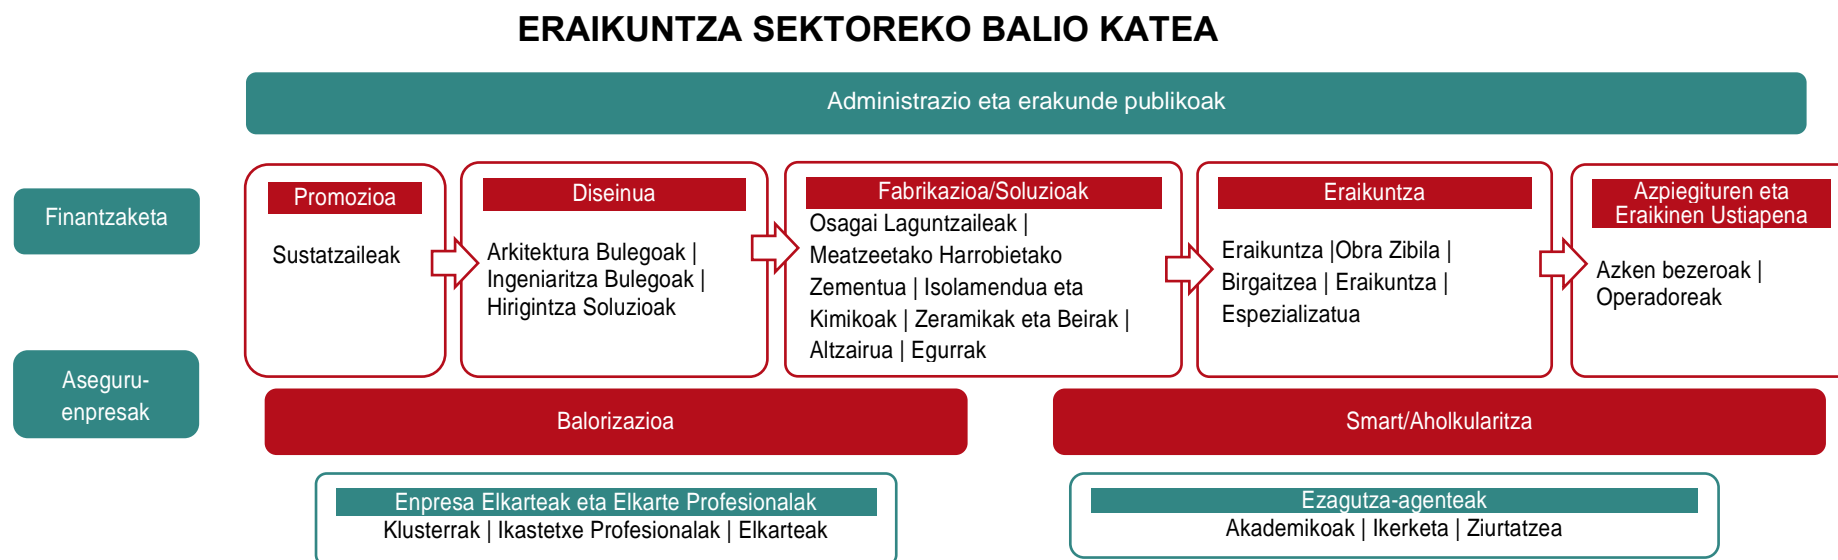 ERAIKUNTZA SEKTOREKO BALIO KATEA
Administrazio eta erakunde publikoak
Finantzaketa
Aseguru-
enpresak
Promozioa
Sustatzaileak
Diseinua
Arkitektura Bulegoak |
Ingeniaritza Bulegoak |
Hirigintza Soluzioak
Fabrikazioa/Soluzioak
Osagai Laguntzaileak |
Meatzeetako Harrobietako
Zementua | Isolamendua eta
Kimikoak | Zeramikak eta Beirak |
Altzairua | Egurrak
Eraikuntza
Eraikuntza |Obra Zibila |
Birgaitzea | Eraikuntza |
Espezializatua
Azpiegituren eta
Eraikinen Ustiapena
Azken bezeroak |
Operadoreak
Balorizazioa
Smart/Aholkularitza
Enpresa Elkarteak eta Elkarte Profesionalak
Klusterrak | Ikastetxe Profesionalak | Elkarteak
Ezagutza-agenteak
Akademikoak | Ikerketa | Ziurtatzea